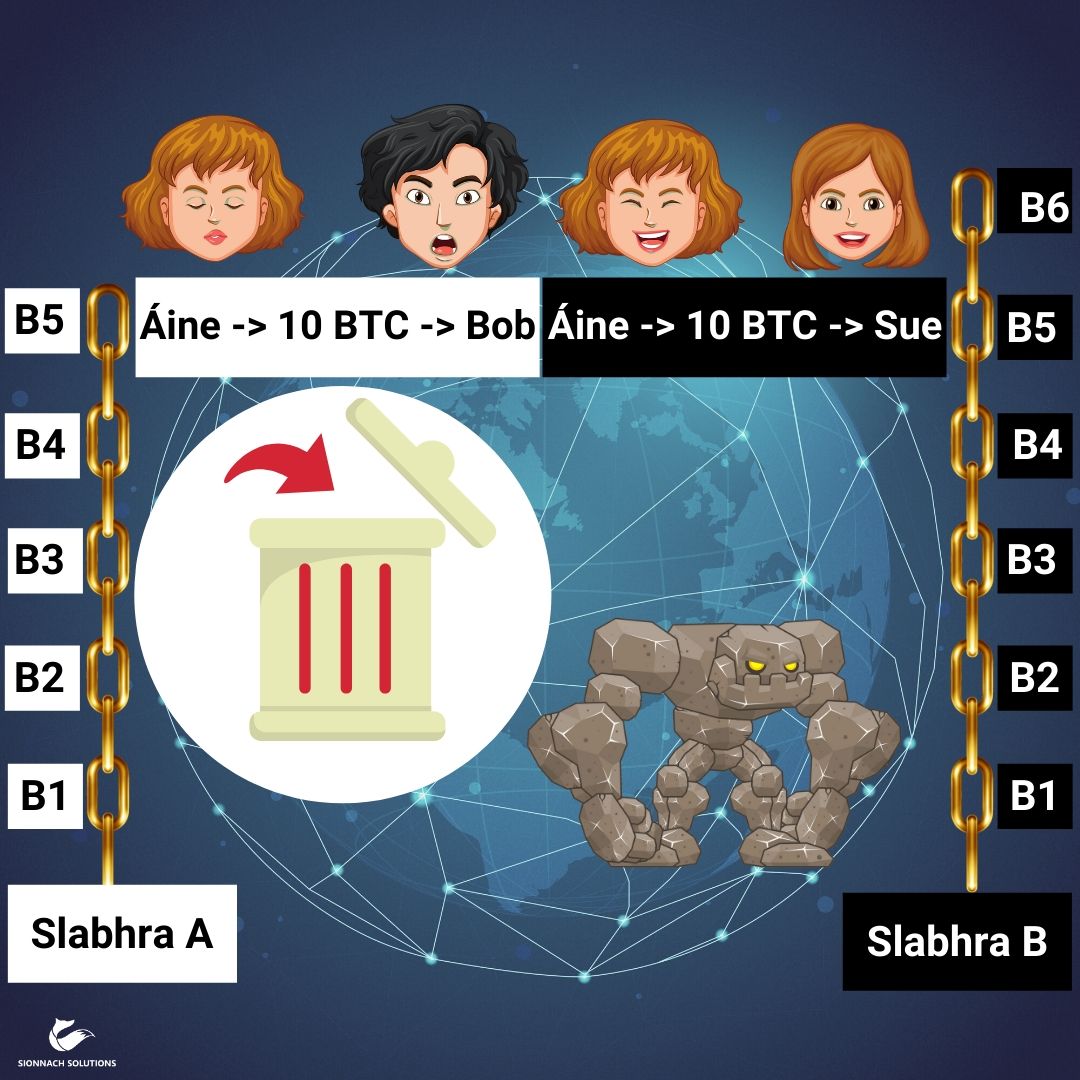 B6
B5
Áine -> 10 BTC -> Bob
Áine -> 10 BTC -> Sue
B5
B4
B4
B3
B3
B2
B2
B1
B1
Slabhra A
Slabhra B
SIONNACH SOLUTIONS